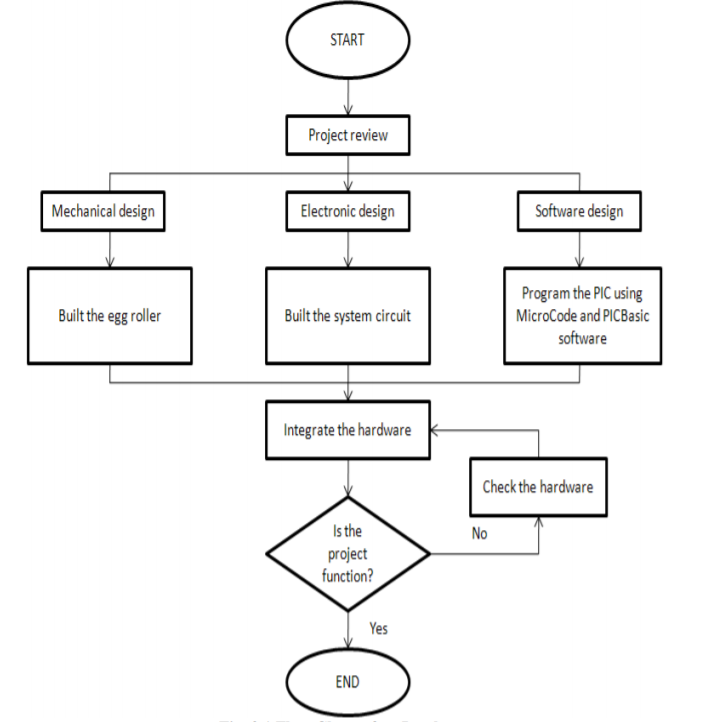 START
Project review
Mechanical design
Electronic design
Software design
Built the egg roller
Built the system circuit
Program the PIC using
MicroCode and PICBasic
software
Integrate the hardware
Check the hardware
Is the
project
function?
No
Yes
END